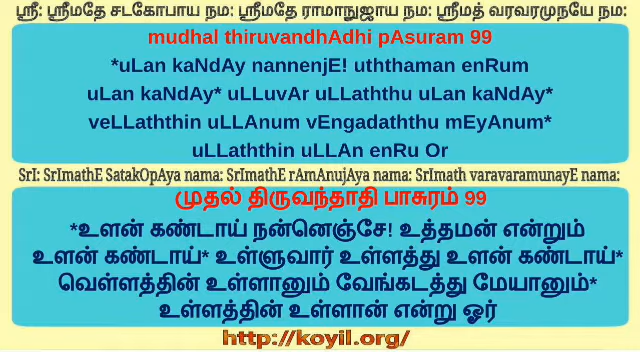 ஸ்ரீ: ஸ்ரீமதே சடகோபாய நம: ஸ்ரீமதே ராமாநுஜாய நம: ஸ்ரீமத் வரவரமுநயே நம:
mudhal thiruvandhAdhi pAsuram 99
*uLan kaNdAy nannenjE! uththaman enRum
uLan kaNdAy* uLLuvAr uLLaththu uLan kaNdAy*
veLLaththin uLLAnum vEngadaththu mEyAnum*
uLLaththin uLLAn enRu Or
SrI: SrImathE SatakOpAya nama: SrImathE rAmAnujAya nama: SrImath varavaramunayE nama:
முதல் திருவந்தாதி பாசுரம் 99
*உளன் கண்டாய் நன்னெஞ்சே! உத்தமன் என்றும்
உளன் கண்டாய்* உள்ளுவார் உள்ளத்து உளன் கண்டாய்*
வெள்ளத்தின் உள்ளானும் வேங்கடத்து மேயானும்*
உள்ளத்தின் உள்ளான் என்று ஓர்
http://koyil.org/